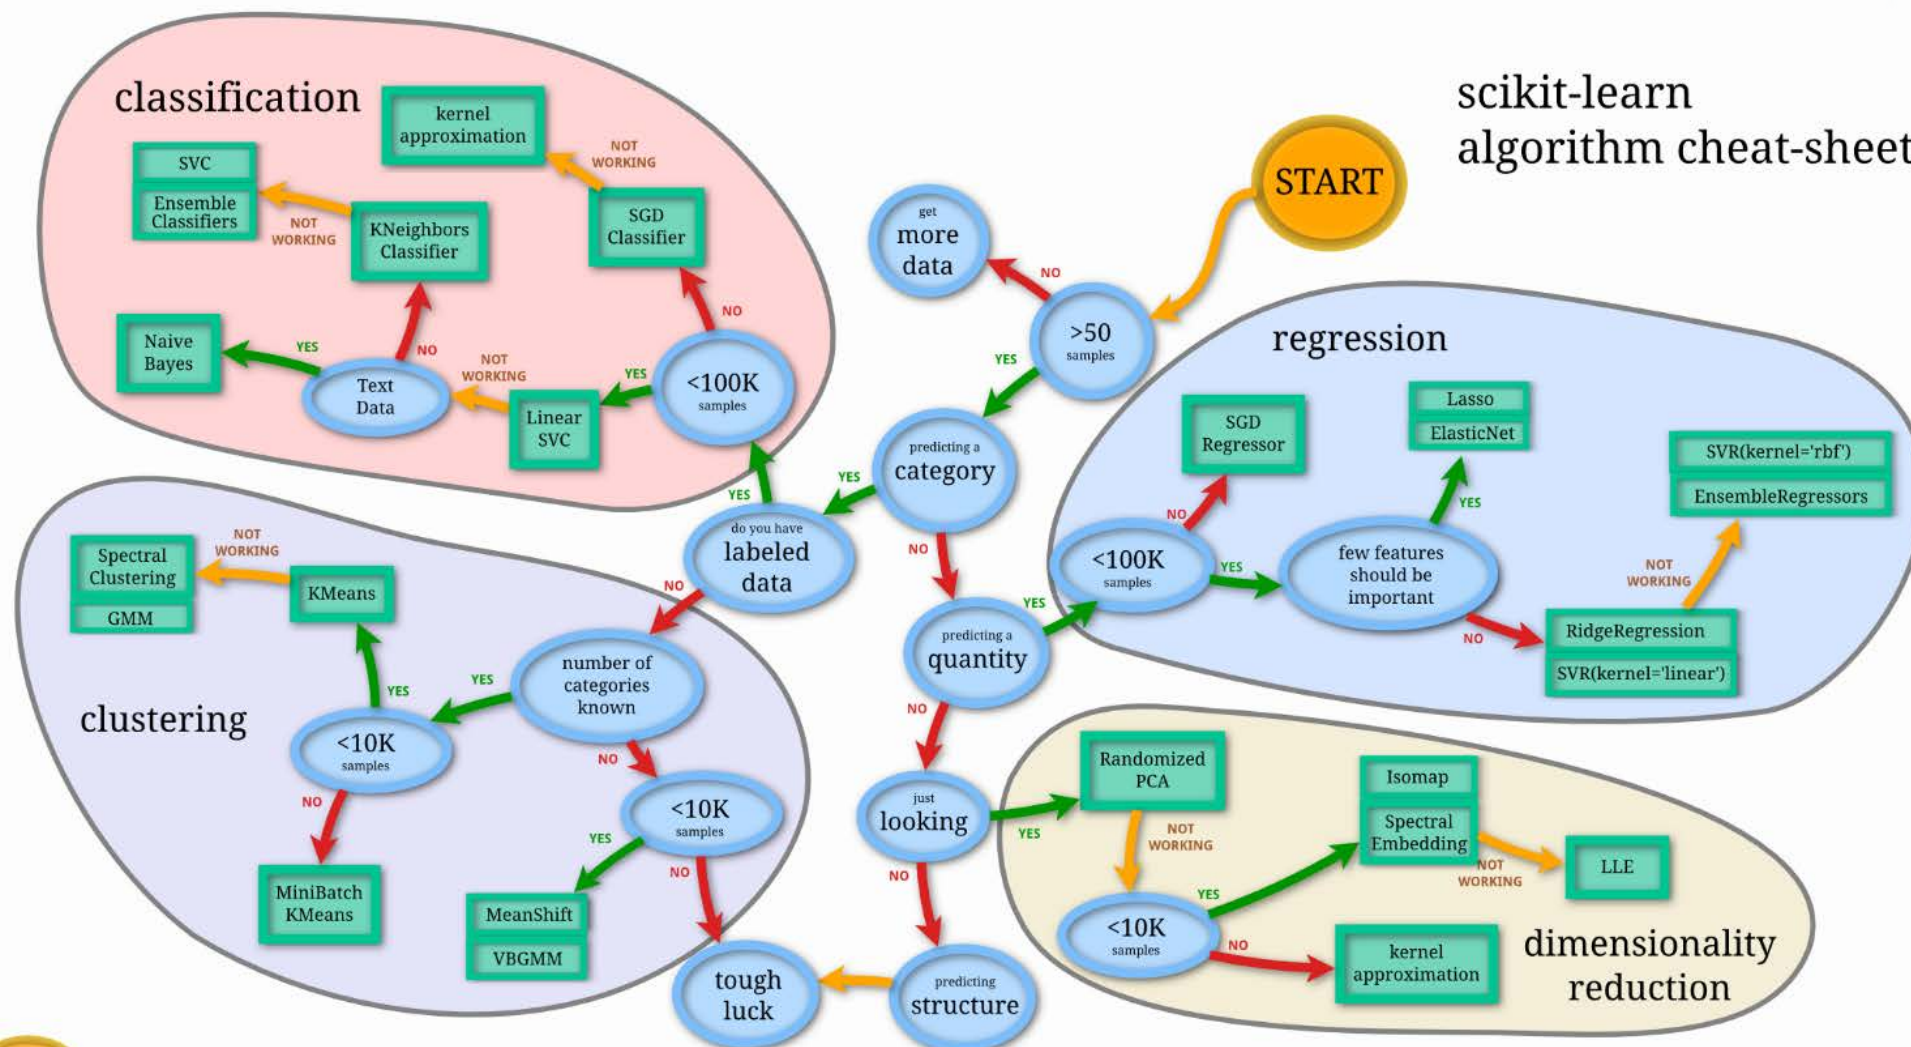 scikit-learn
algorithm cheat-sheet
START
classification
kernel
approximation
NOT
WORKING
SVC
Ensemble
Classifiers
NOT
WORKING
KNeighbors
Classifier
SGD
Classifier
NO
Naive
Bayes
YES
Text
Data
NO
NOT
WORKING
Linear
SVC
YES
<100K
samples
get
more
data
NO
>50
samples
YES
predicting a
category
YES
do you have
labeled
data
YES
NO
NO
predicting a
quantity
YES
NO
just
looking
YES
NO
predicting
structure
tough
luck
regression
SGD
Regressor
NO
<100K
samples
YES
few features
should be
important
YES
Lasso
ElasticNet
NO
RidgeRegression
SVR(kernel='linear')
NOT
WORKING
SVR(kernel='rbf')
EnsembleRegressors
clustering
Spectral
Clustering
GMM
NOT
WORKING
KMeans
YES
<10K
samples
YES
number of
categories
known
NO
NO
MiniBatch
KMeans
<10K
samples
YES
NO
MeanShift
VBGMM
dimensionality
reduction
Randomized
PCA
NOT
WORKING
<10K
samples
YES
Isomap
Spectral
Embedding
NOT
WORKING
LLE
NO
kernel
approximation